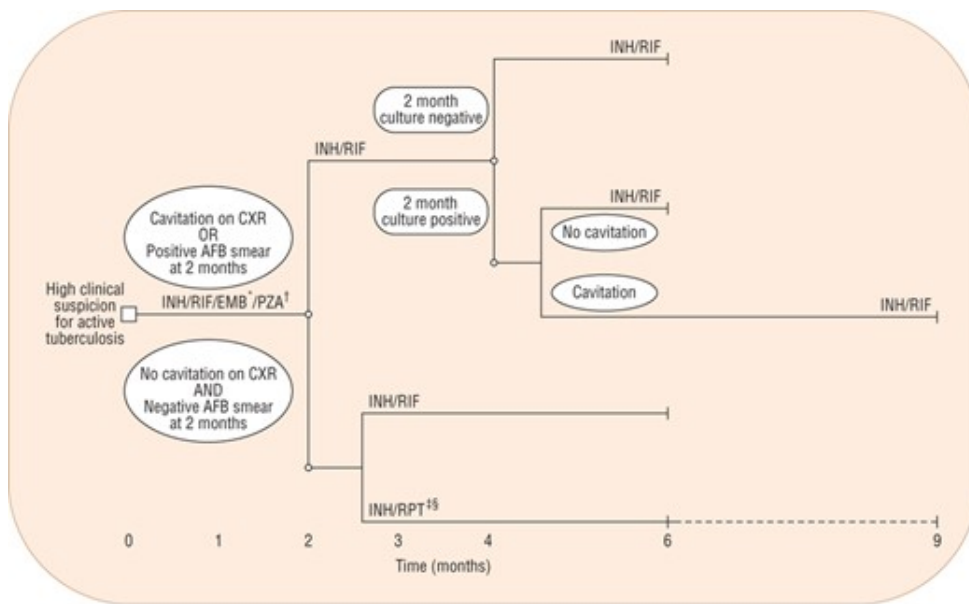 INH/RIF
2 month
culture negative
INH/RIF
Cavitation on CXR
OR
Positive AFB smear
at 2 months
2 month
culture positive
INH/RIF
No cavitation
High clinical
suspicion
for active
tuberculosis
INH/RIF/EMB*/PZA†
Cavitation
INH/RIF
No cavitation on CXR
AND
Negative AFB smear
at 2 months
INH/RIF
INH/RPT‡§
0 1 2 3 4 6 9
Time (months)